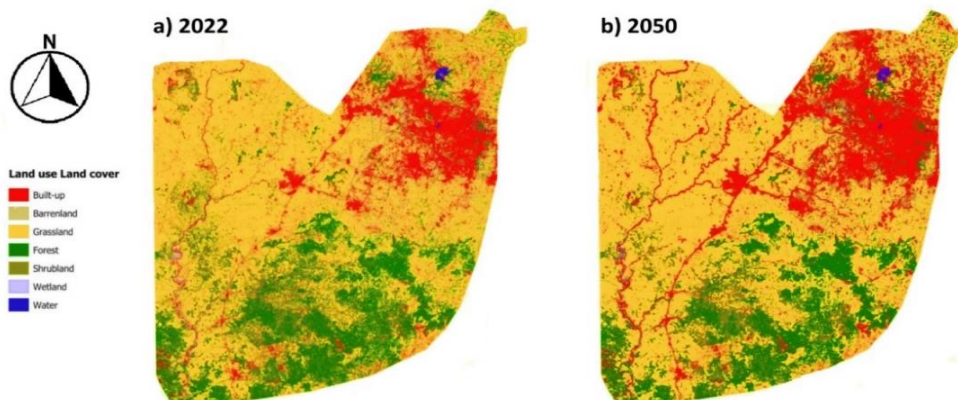 a) 2022
b) 2050
N
Land use Land cover
Built-up
Barrenland
Grassland
Forest
Shrubland
Wetland
Water